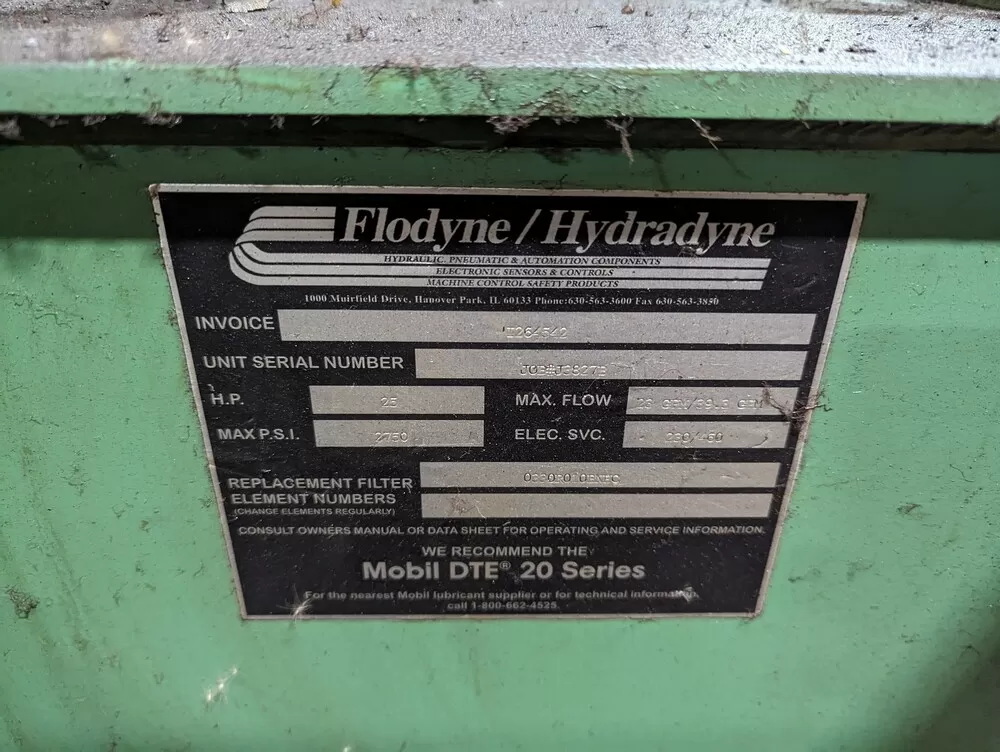 Flodyne/Hydradyne
HYDRAULIC, PNEUMATIC & AUTOMATION COMPONENTS
ELECTRONIC SENSORS & CONTROLS
MACHINE CONTROL SAFETY PRODUCTS
1000 Muirfield Drive, Hanover Park, IL 60133 Phone:630-563-3600 Fax 630-563-3850
INVOICE I264542
UNIT SERIAL NUMBER JOB#J3827B
H.P. 25 MAX. FLOW GPM
MAX P.S.I. 2750 ELEC. SVC. 230/460
REPLACEMENT FILTER
ELEMENT NUMBERS
(CHANGE ELEMENTS REGULARLY)
CONSULT OWNERS MANUAL OR DATA SHEET FOR OPERATING AND SERVICE INFORMATION.
WE RECOMMEND THE
Mobil DTE® 20 Series
For the nearest Mobil lubricant supplier or for technical information,
call 1-800-662-4525.